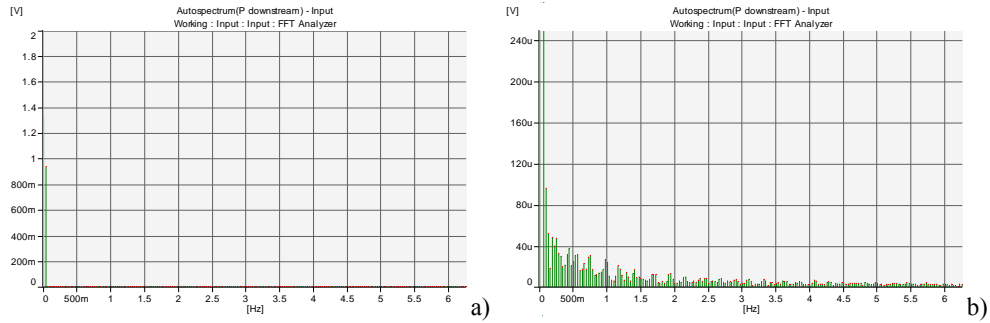 [V]
Autospectrum(P downstream) - Input
Working : Input : Input : FFT Analyzer
2
1.8
1.6
1.4
1.2
1
800m
600m
400m
200m
0
0 500m 1 1.5 2 2.5 3 3.5 4 4.5 5 5.5 6
[Hz]
a)
[V]
Autospectrum(P downstream) - Input
Working : Input : Input : FFT Analyzer
240u
200u
160u
120u
80u
40u
0
0 500m 1 1.5 2 2.5 3 3.5 4 4.5 5 5.5 6
[Hz]
b)